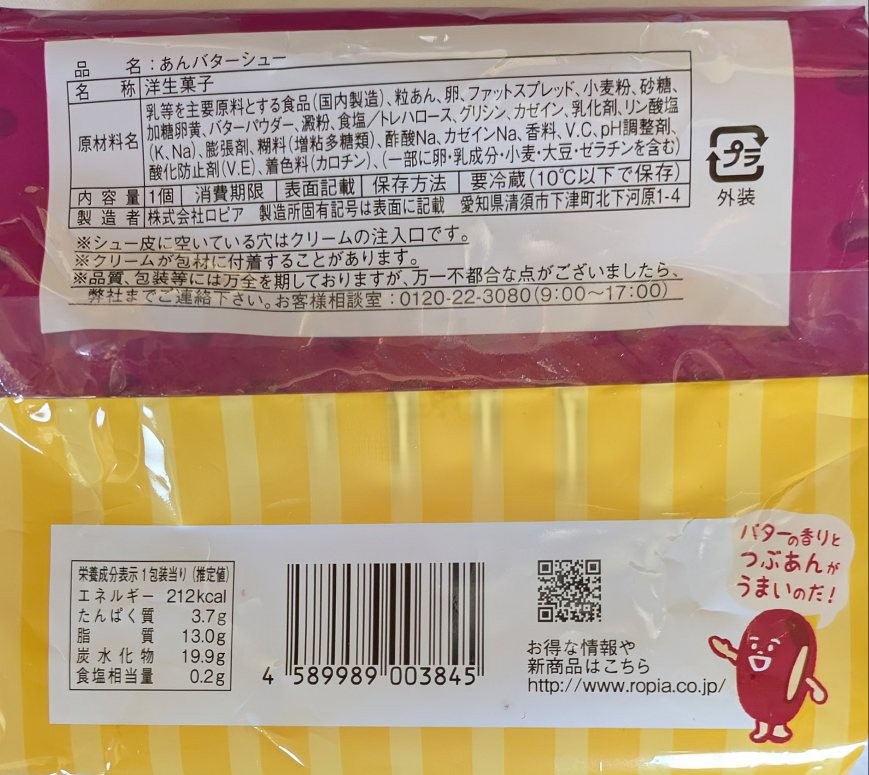 品　名：あんバターシュー
名　称 洋生菓子
原材料名 乳等を主要原料とする食品(国内製造)、粒あん、卵、ファットスプレッド、小麦粉、砂糖、
加糖卵黄、バターパウダー、澱粉、食塩／トレハロース、グリシン、カゼイン、乳化剤、リン酸塩
(K、Na)、膨張剤、糊料(増粘多糖類)、酢酸Na、カゼインNa、香料、V.C、pH調整剤、
酸化防止剤(V.E)、着色料(カロチン)、(一部に卵・乳成分・小麦・大豆・ゼラチンを含む)
内容量 1個 消費期限 表面記載 保存方法 要冷蔵(10℃以下で保存)
製造者 株式会社ロピア 製造所固有記号は表面に記載 愛知県清須市下津町北下河原1-4
プラ
外装
※シュー皮に空いている穴はクリームの注入口です。
※クリームが包材に付着することがあります。
※品質、包装等には万全を期しておりますが、万一不都合な点がございましたら、
弊社までご連絡下さい。お客様相談室：0120-22-3080(9:00～17:00)
栄養成分表示 1包装当り (推定値)
エネルギー 212kcal
たんぱく質 3.7g
脂質 13.0g
炭水化物 19.9g
食塩相当量 0.2g
4 589989 003845
お得な情報や
新商品はこちら
http://www.ropia.co.jp/
バターの香りと
つぶあんが
うまいのだ!